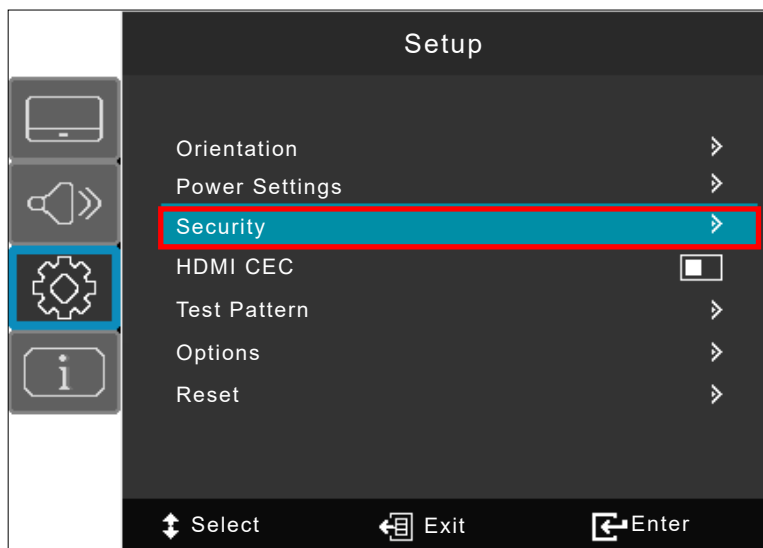 Setup
Orientation
Power Settings
Security
HDMI CEC
Test Pattern
Options
Reset
i
Select Exit Enter